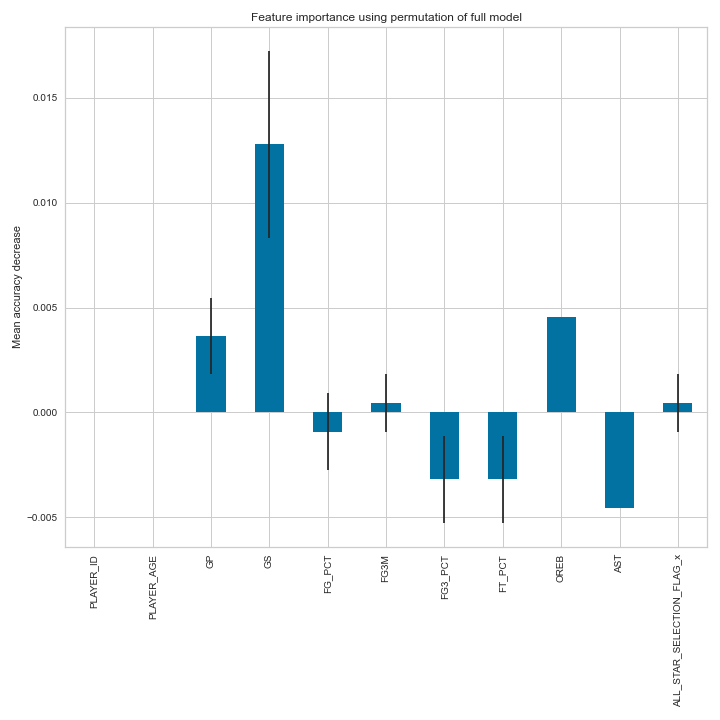 Feature importance using permutation of full model
Mean accuracy decrease
0.015
0.010
0.005
0.000
−0.005
PLAYER_ID
PLAYER_AGE
GP
GS
FG_PCT
FG3M
FG3_PCT
FT_PCT
OREB
AST
ALL_STAR_SELECTION_FLAG_x